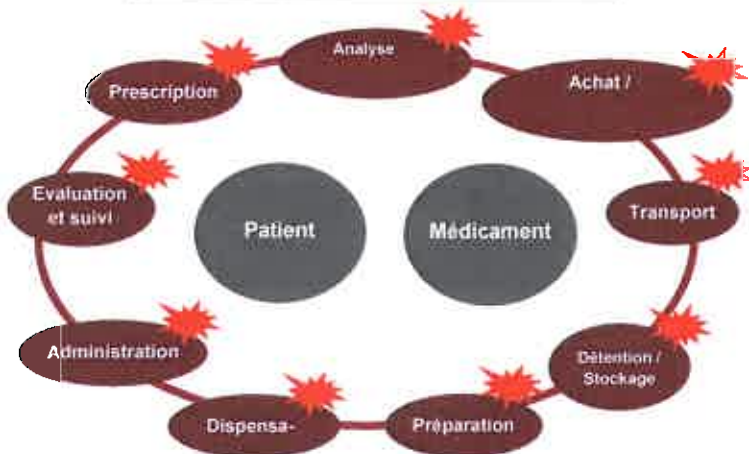 Analyse
Achat /
Prescription
Evaluation
et suivi
Patient
Médicament
Transport
Administration
Détention /
Stockage
Dispensa-
Préparation